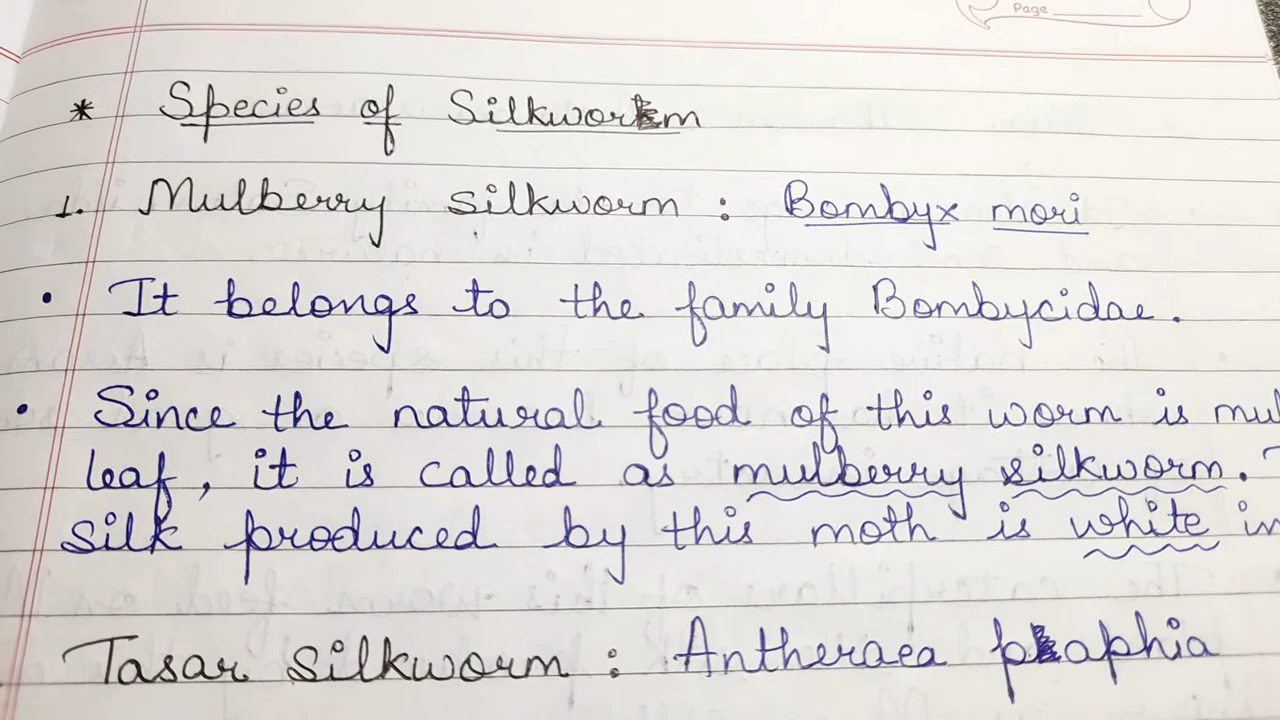 Page
* Species of Silkworm
1. Mulberry silkworm : Bombyx mori
• It belongs to the family Bombycidae.
• Since the natural food of this worm is mul
leaf, it is called as mulberry silkworm. T
silk produced by this moth is white in
Tasar silkworm : Antheraea paphia